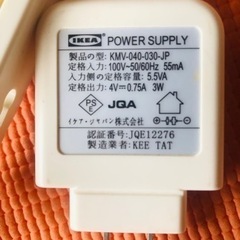 IKEA POWER SUPPLY
製品の型: KMV-040-030-JP
定格入力: 100V~50/60Hz 55mA
入力側の定格容量: 5.5VA
定格出力: 4V⎓0.75A 3W
PS E JQA
イケア・ジャパン株式会社
認証番号: JQE12276
製造業者: KEE TAT